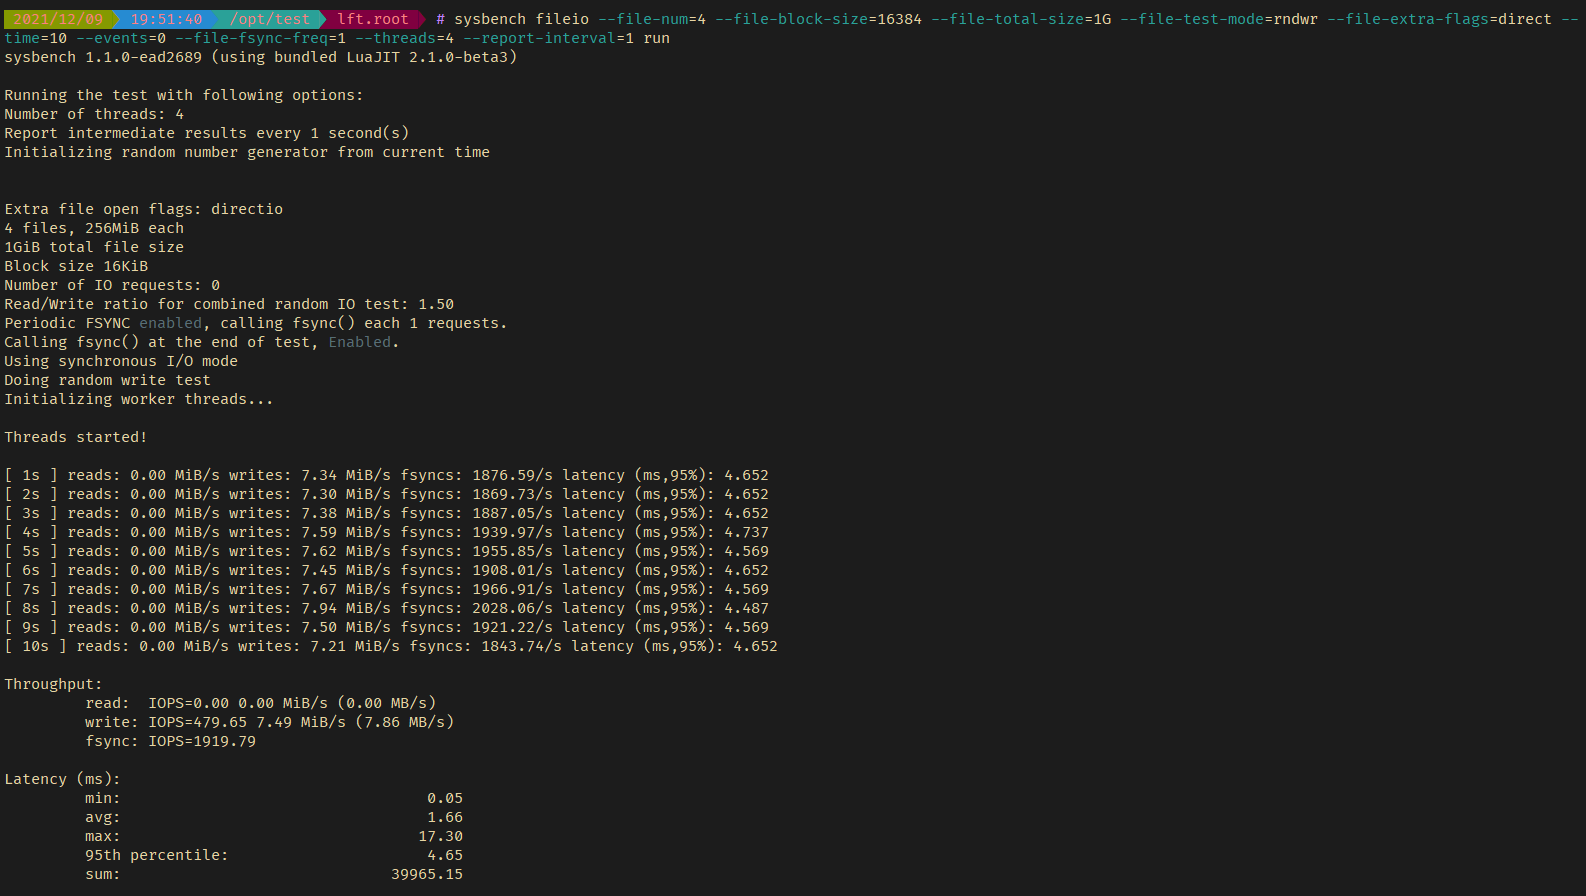 2021/12/09 19:51:40 /opt/test lft.root # sysbench fileio --file-num=4 --file-block-size=16384 --file-total-size=1G --file-test-mode=rndwr --file-extra-flags=direct --
time=10 --events=0 --file-fsync-freq=1 --threads=4 --report-interval=1 run
sysbench 1.1.0-ead2689 (using bundled LuaJIT 2.1.0-beta3)
Running the test with following options:
Number of threads: 4
Report intermediate results every 1 second(s)
Initializing random number generator from current time
Extra file open flags: directio
4 files, 256MiB each
1GiB total file size
Block size 16KiB
Number of IO requests: 0
Read/Write ratio for combined random IO test: 1.50
Periodic FSYNC enabled, calling fsync() each 1 requests.
Calling fsync() at the end of test, Enabled.
Using synchronous I/O mode
Doing random write test
Initializing worker threads...
Threads started!
[ 1s ] reads: 0.00 MiB/s writes: 7.34 MiB/s fsyncs: 1876.59/s latency (ms,95%): 4.652
[ 2s ] reads: 0.00 MiB/s writes: 7.30 MiB/s fsyncs: 1869.73/s latency (ms,95%): 4.652
[ 3s ] reads: 0.00 MiB/s writes: 7.38 MiB/s fsyncs: 1887.05/s latency (ms,95%): 4.652
[ 4s ] reads: 0.00 MiB/s writes: 7.59 MiB/s fsyncs: 1939.97/s latency (ms,95%): 4.737
[ 5s ] reads: 0.00 MiB/s writes: 7.62 MiB/s fsyncs: 1955.85/s latency (ms,95%): 4.569
[ 6s ] reads: 0.00 MiB/s writes: 7.45 MiB/s fsyncs: 1908.01/s latency (ms,95%): 4.652
[ 7s ] reads: 0.00 MiB/s writes: 7.67 MiB/s fsyncs: 1966.91/s latency (ms,95%): 4.569
[ 8s ] reads: 0.00 MiB/s writes: 7.94 MiB/s fsyncs: 2028.06/s latency (ms,95%): 4.487
[ 9s ] reads: 0.00 MiB/s writes: 7.50 MiB/s fsyncs: 1921.22/s latency (ms,95%): 4.569
[ 10s ] reads: 0.00 MiB/s writes: 7.21 MiB/s fsyncs: 1843.74/s latency (ms,95%): 4.652
Throughput:
read: IOPS=0.00 0.00 MiB/s (0.00 MB/s)
write: IOPS=479.65 7.49 MiB/s (7.86 MB/s)
fsync: IOPS=1919.79
Latency (ms):
min: 0.05
avg: 1.66
max: 17.30
95th percentile: 4.65
sum: 39965.15